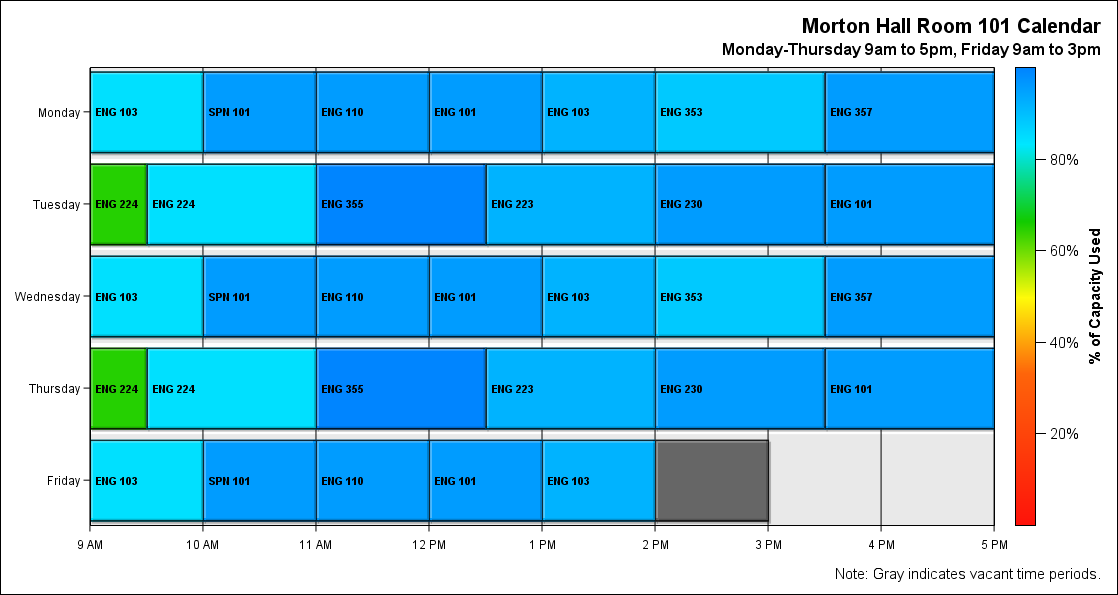 Morton Hall Room 101 Calendar
Monday-Thursday 9am to 5pm, Friday 9am to 3pm
Monday
ENG 103
SPN 101
ENG 110
ENG 101
ENG 103
ENG 353
ENG 357
Tuesday
ENG 224
ENG 224
ENG 355
ENG 223
ENG 230
ENG 101
Wednesday
ENG 103
SPN 101
ENG 110
ENG 101
ENG 103
ENG 353
ENG 357
Thursday
ENG 224
ENG 224
ENG 355
ENG 223
ENG 230
ENG 101
Friday
ENG 103
SPN 101
ENG 110
ENG 101
ENG 103
9 AM
10 AM
11 AM
12 PM
1 PM
2 PM
3 PM
4 PM
5 PM
80%
60%
40%
20%
% of Capacity Used
Note: Gray indicates vacant time periods.